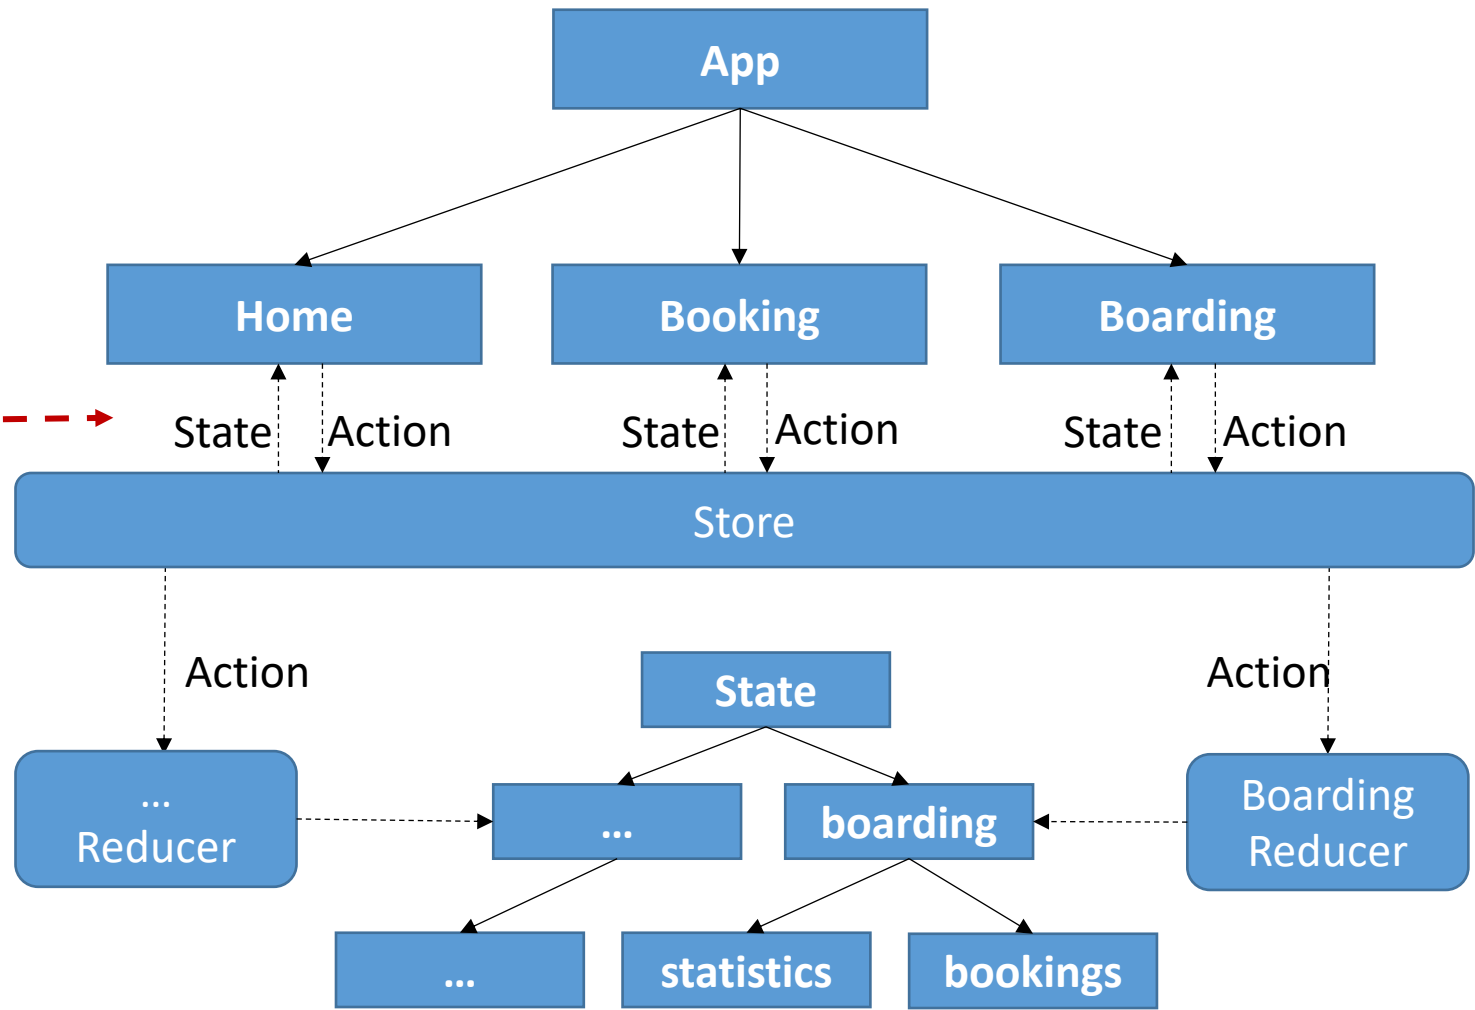 App
Home
Booking
Boarding
State
Action
State
Action
State
Action
Store
Action
Action
State
...
Reducer
...
boarding
Boarding
Reducer
...
statistics
bookings